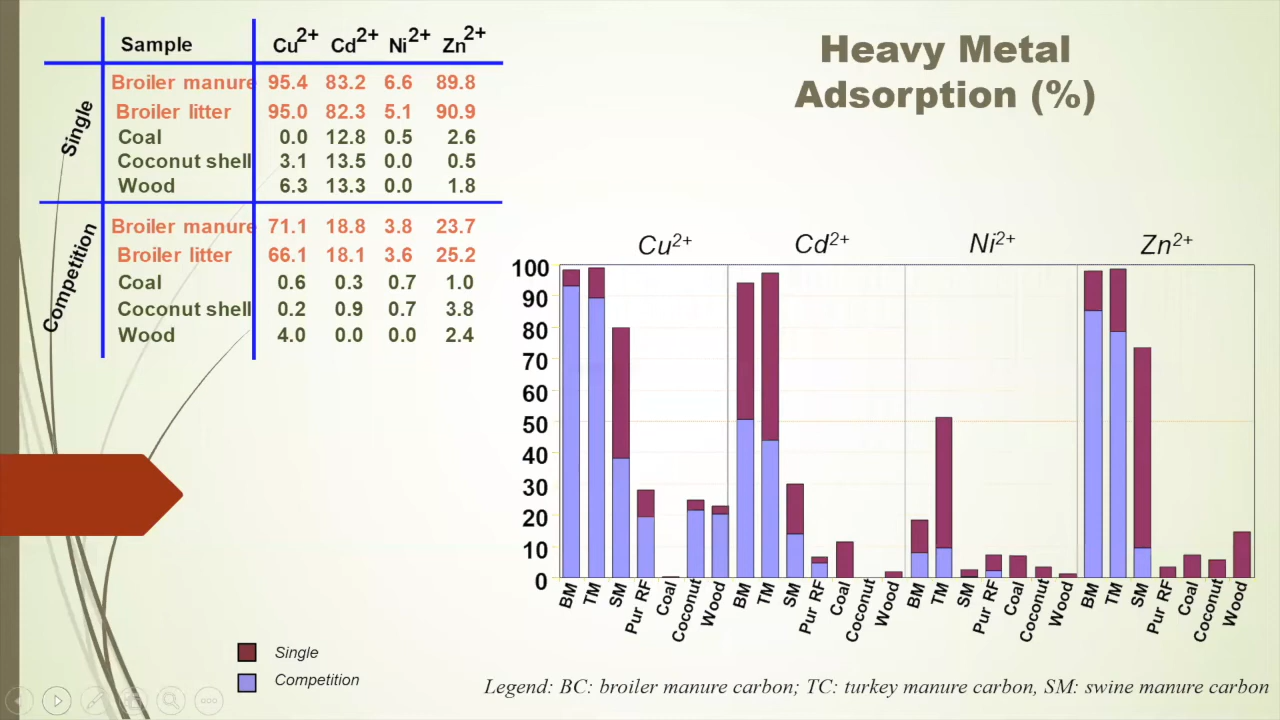 Heavy Metal
Adsorption (%)
Sample Cu2+ Cd2+ Ni2+ Zn2+
Single
Broiler manure 95.4 83.2 6.6 89.8
Broiler litter 95.0 82.3 5.1 90.9
Coal 0.0 12.8 0.5 2.6
Coconut shell 3.1 13.5 0.0 0.5
Wood 6.3 13.3 0.0 1.8
Competition
Broiler manure 71.1 18.8 3.8 23.7
Broiler litter 66.1 18.1 3.6 25.2
Coal 0.6 0.3 0.7 1.0
Coconut shell 0.2 0.9 0.7 3.8
Wood 4.0 0.0 0.0 2.4
Cu2+ Cd2+ Ni2+ Zn2+
100
90
80
70
60
50
40
30
20
10
0
BM TM SM Pur RF Coal Coconut Wood BM TM SM Pur RF Coal Coconut Wood BM TM SM Pur RF Coal Coconut Wood BM TM SM Pur RF Coal Coconut Wood
Single
Competition
Legend: BC: broiler manure carbon; TC: turkey manure carbon, SM: swine manure carbon